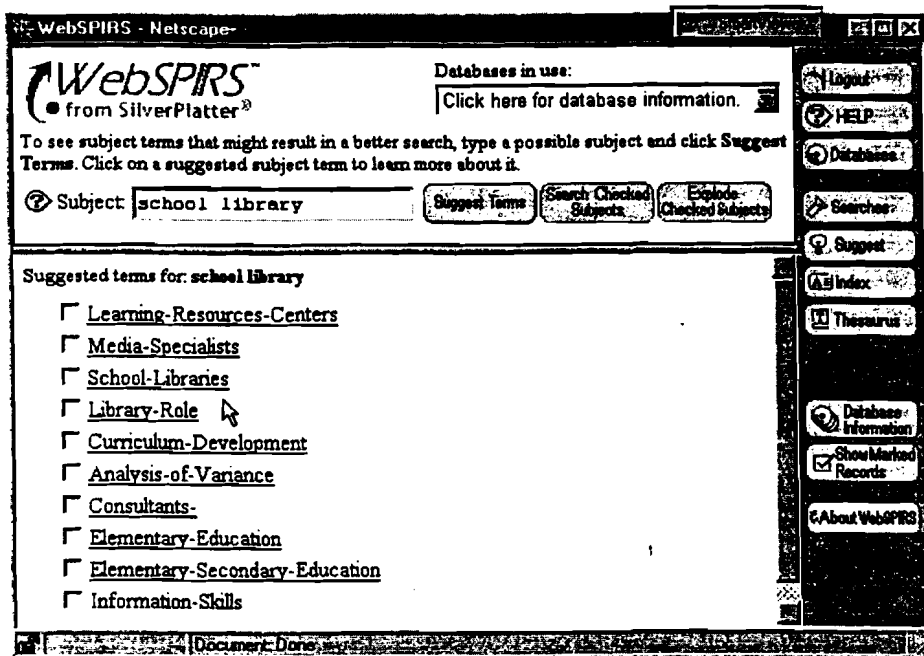 WebSPIRS - Netscape-
WebSPIRS™
from SilverPlatter®
Databases in use:
Click here for database information.
To see subject terms that might result in a better search, type a possible subject and click Suggest
Terms. Click on a suggested subject term to learn more about it.
Subject: school library
Suggest Terms
Search Checked
Subjects
Explode
Checked Subjects
Suggested terms for: school library
Learning-Resources-Centers
Media-Specialists
School-Libraries
Library-Role
Curriculum-Development
Analysis-of-Variance
Consultants-
Elementary-Education
Elementary-Secondary-Education
Information-Skills
Logout
HELP
Databases
Searches
Suggest
Index
Thesaurus
Database
Information
Show Marked
Records
About WebSPIRS
Document: Done